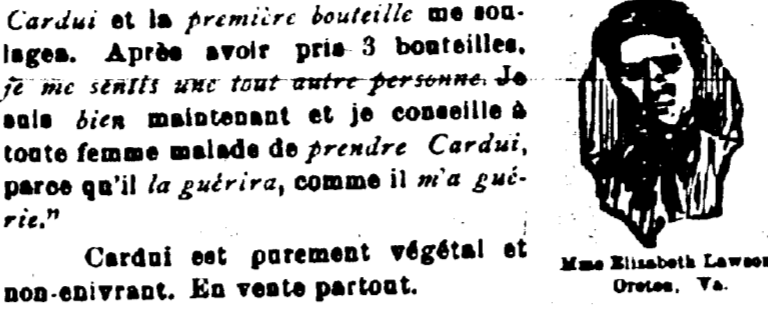 Cardui et la première bouteille me sou-
lagea. Après avoir pris 3 bouteilles,
je me sentis une tout autre personne. Je
suis bien maintenant et je conseille à
toute femme malade de prendre Cardui,
parce qu'il la guérira, comme il m'a gué-
rie."
Cardui est purement végétal et
non-enivrant. En vente partout.
Mme Elisabeth Lawson
Oreton, Va.